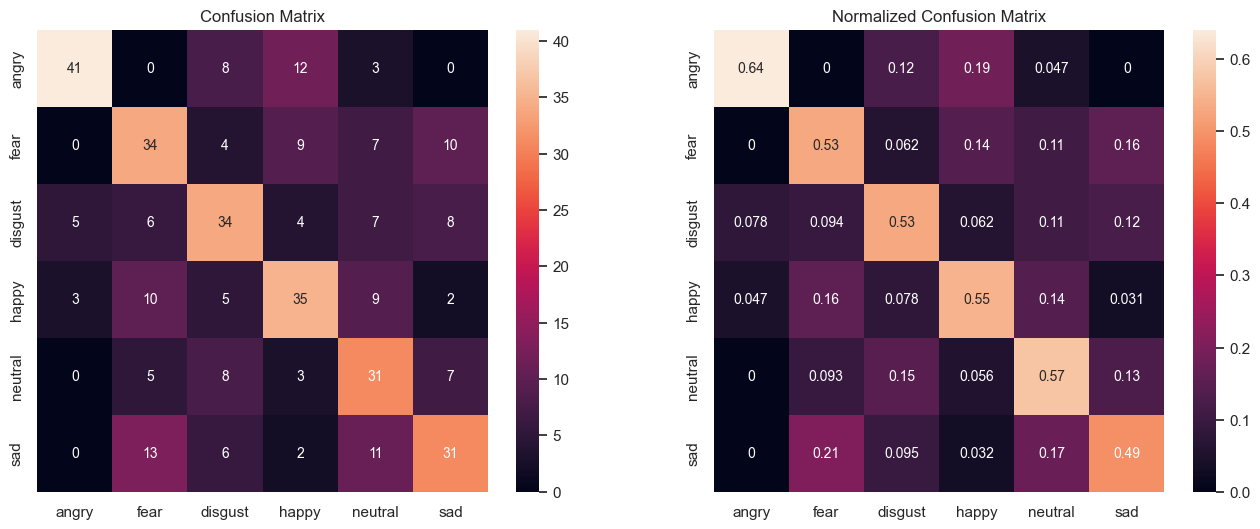 Confusion Matrix
angry 41 0 8 12 3 0
fear 0 34 4 9 7 10
disgust 5 6 34 4 7 8
happy 3 10 5 35 9 2
neutral 0 5 8 3 31 7
sad 0 13 6 2 11 31
angry fear disgust happy neutral sad
40
35
30
25
20
15
10
5
0
Normalized Confusion Matrix
angry 0.64 0 0.12 0.19 0.047 0
fear 0 0.53 0.062 0.14 0.11 0.16
disgust 0.078 0.094 0.53 0.062 0.11 0.12
happy 0.047 0.16 0.078 0.55 0.14 0.031
neutral 0 0.093 0.15 0.056 0.57 0.13
sad 0 0.21 0.095 0.032 0.17 0.49
angry fear disgust happy neutral sad
0.6
0.5
0.4
0.3
0.2
0.1
0.0